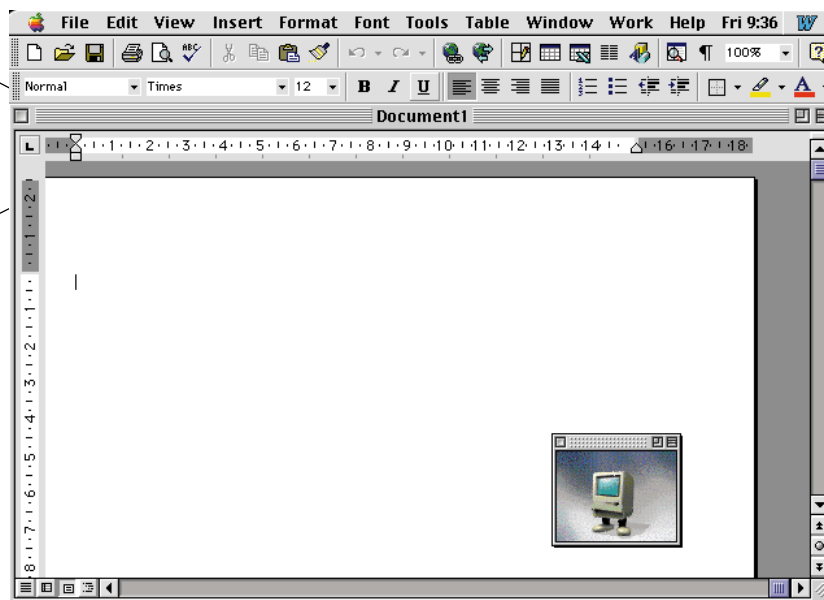 File Edit View Insert Format Font Tools Table Window Work Help Fri 9:36 W
ABC 100%
Normal Times 12 B I U A
Document1
L 1 2 3 4 5 6 7 8 9 10 11 12 13 14 16 17 18
2
1
1
2
3
4
5
6
7
8